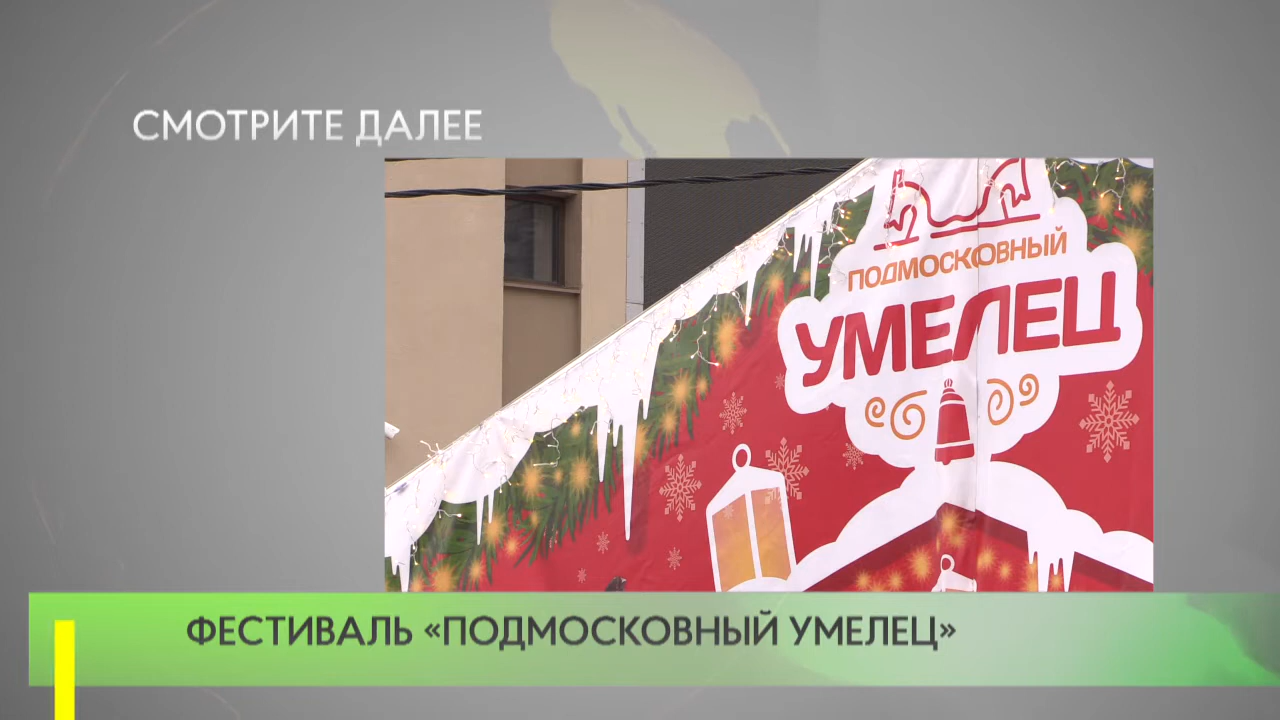 СМОТРИТЕ ДАЛЕЕ
ПОДМОСКОВНЫЙ
УМЕЛЕЦ
ФЕСТИВАЛЬ «ПОДМОСКОВНЫЙ УМЕЛЕЦ»